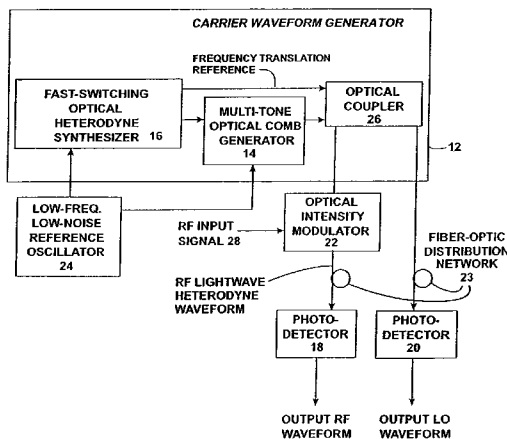 CARRIER WAVEFORM GENERATOR
FREQUENCY TRANSLATION
REFERENCE
FAST-SWITCHING
OPTICAL
HETERODYNE
SYNTHESIZER 16
MULTI-TONE
OPTICAL COMB
GENERATOR
14
OPTICAL
COUPLER
26
12
LOW-FREQ.
LOW-NOISE
REFERENCE
OSCILLATOR
24
RF INPUT
SIGNAL 28
OPTICAL
INTENSITY
MODULATOR
22
FIBER-OPTIC
DISTRIBUTION
NETWORK
23
RF LIGHTWAVE
HETERODYNE
WAVEFORM
PHOTO-
DETECTOR
18
PHOTO-
DETECTOR
20
OUTPUT RF
WAVEFORM
OUTPUT LO
WAVEFORM